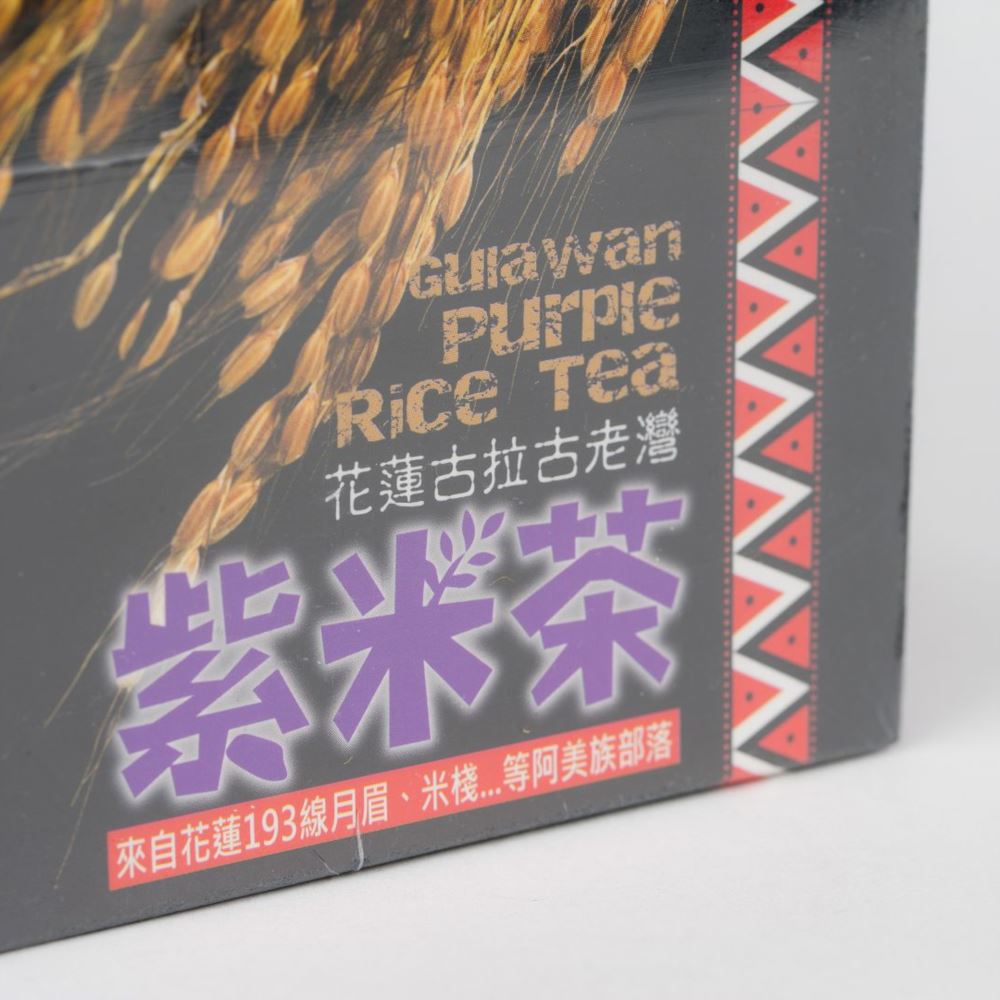 Gulawan
Purple
Rice Tea
花蓮古拉古老灣
紫米茶
來自花蓮193線月眉、米棧...等阿美族部落